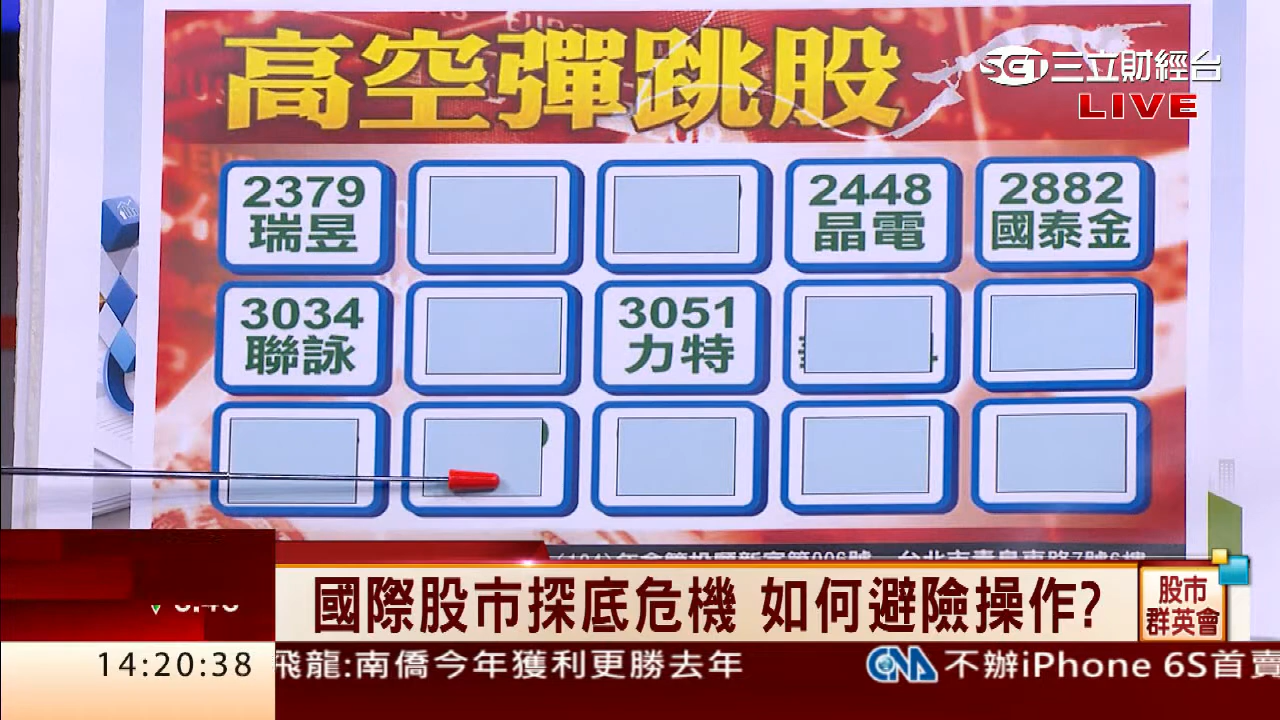 高空彈跳股
三立財經台
LIVE
2379
瑞昱
2448
晶電
2882
國泰金
3034
聯詠
3051
力特
國際股市探底危機 如何避險操作?
股市
群英會
14:20:38
飛龍:南僑今年獲利更勝去年
CNA 不辦iPhone 6S首賣